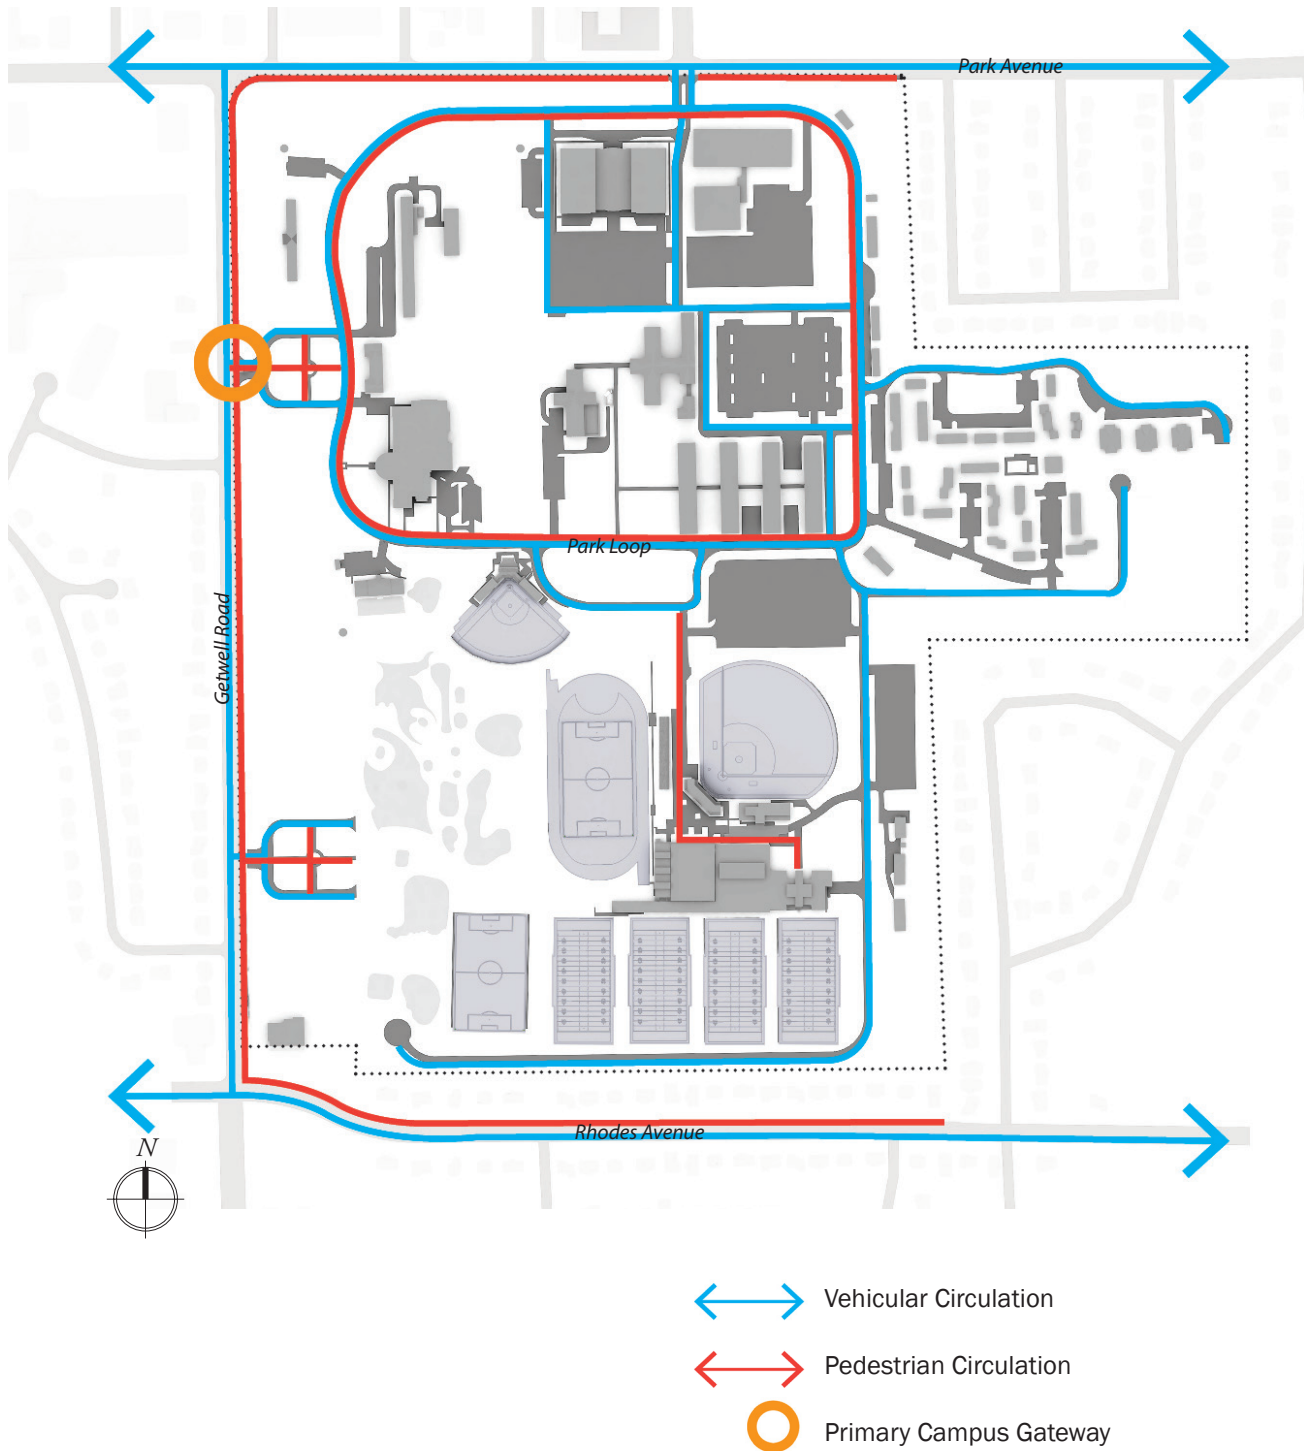 Park Avenue
Park Loop
Getwell Road
Rhodes Avenue
N
Vehicular Circulation
Pedestrian Circulation
Primary Campus Gateway